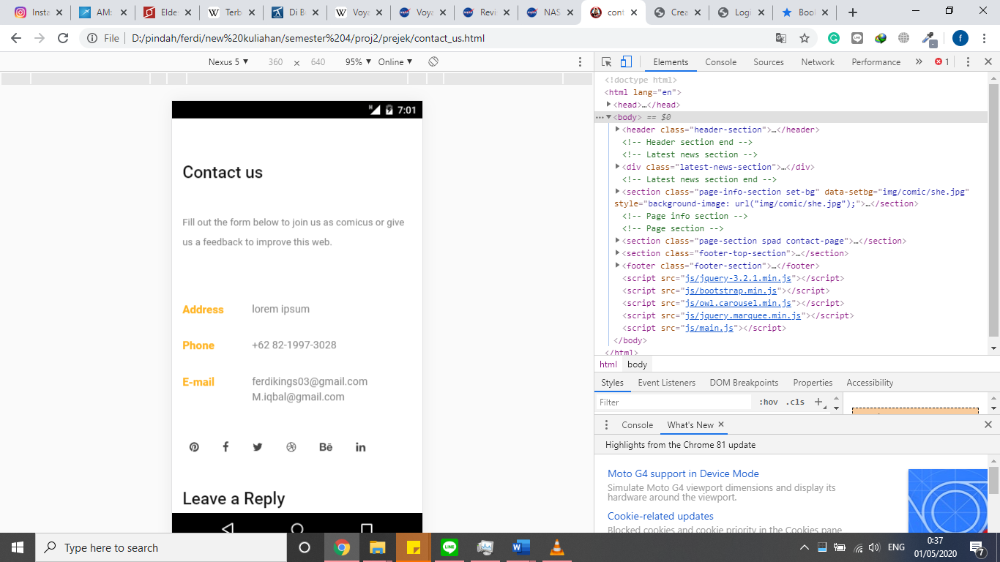 Insta
AM:
Elde
Terb
Di B
Voya
Voya
Revi
NAS
cont
Crea
Logi
Bool
File
D:/pindah/ferdi/new%20kuliahan/semester%204/proj2/prejek/contact_us.html
f
Nexus 5 ▼ 360 × 640 95% ▼ Online ▼
7:01
Contact us
Fill out the form below to join us as comicus or give
us a feedback to improve this web.
Address lorem ipsum
Phone +62 82-1997-3028
E-mail ferdikings03@gmail.com
M.iqbal@gmail.com
Bē in
Leave a Reply
Elements Console Sources Network Performance » 1
<!doctype html>
<html lang="en">
<head>…</head>
<body> == $0
<header class="header-section">…</header>
<!-- Header section end -->
<!-- Latest news section -->
<div class="latest-news-section">…</div>
<!-- Latest news section end -->
<section class="page-info-section set-bg" data-setbg="img/comic/she.jpg"
style="background-image: url("img/comic/she.jpg");">…</section>
<!-- Page info section -->
<!-- Page section -->
<section class="page-section spad contact-page">…</section>
<section class="footer-top-section">…</section>
<footer class="footer-section">…</footer>
<script src="js/jquery-3.2.1.min.js"></script>
<script src="js/bootstrap.min.js"></script>
<script src="js/owl.carousel.min.js"></script>
<script src="js/jquery.marquee.min.js"></script>
<script src="js/main.js"></script>
</body>
</html>
html body
Styles Event Listeners DOM Breakpoints Properties Accessibility
Filter :hov .cls +
Console What's New
Highlights from the Chrome 81 update
Moto G4 support in Device Mode
Simulate Moto G4 viewport dimensions and display its
hardware around the viewport.
Cookie-related updates
Blocked cookies and cookie priority in the Cookies pane
Type here to search
ENG
0:37
01/05/2020
7